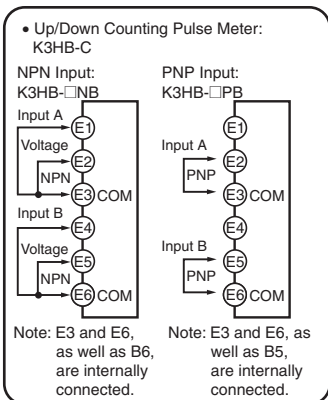 • Up/Down Counting Pulse Meter:
K3HB-C
NPN Input:
K3HB-□NB
Input A
Voltage
NPN
Input B
Voltage
NPN
E1
E2
E3 COM
E4
E5
E6 COM
Note: E3 and E6,
as well as B6,
are internally
connected.
PNP Input:
K3HB-□PB
Input A
PNP
Input B
PNP
E1
E2
E3 COM
E4
E5
E6 COM
Note: E3 and E6, as
well as B5,
are internally
connected.